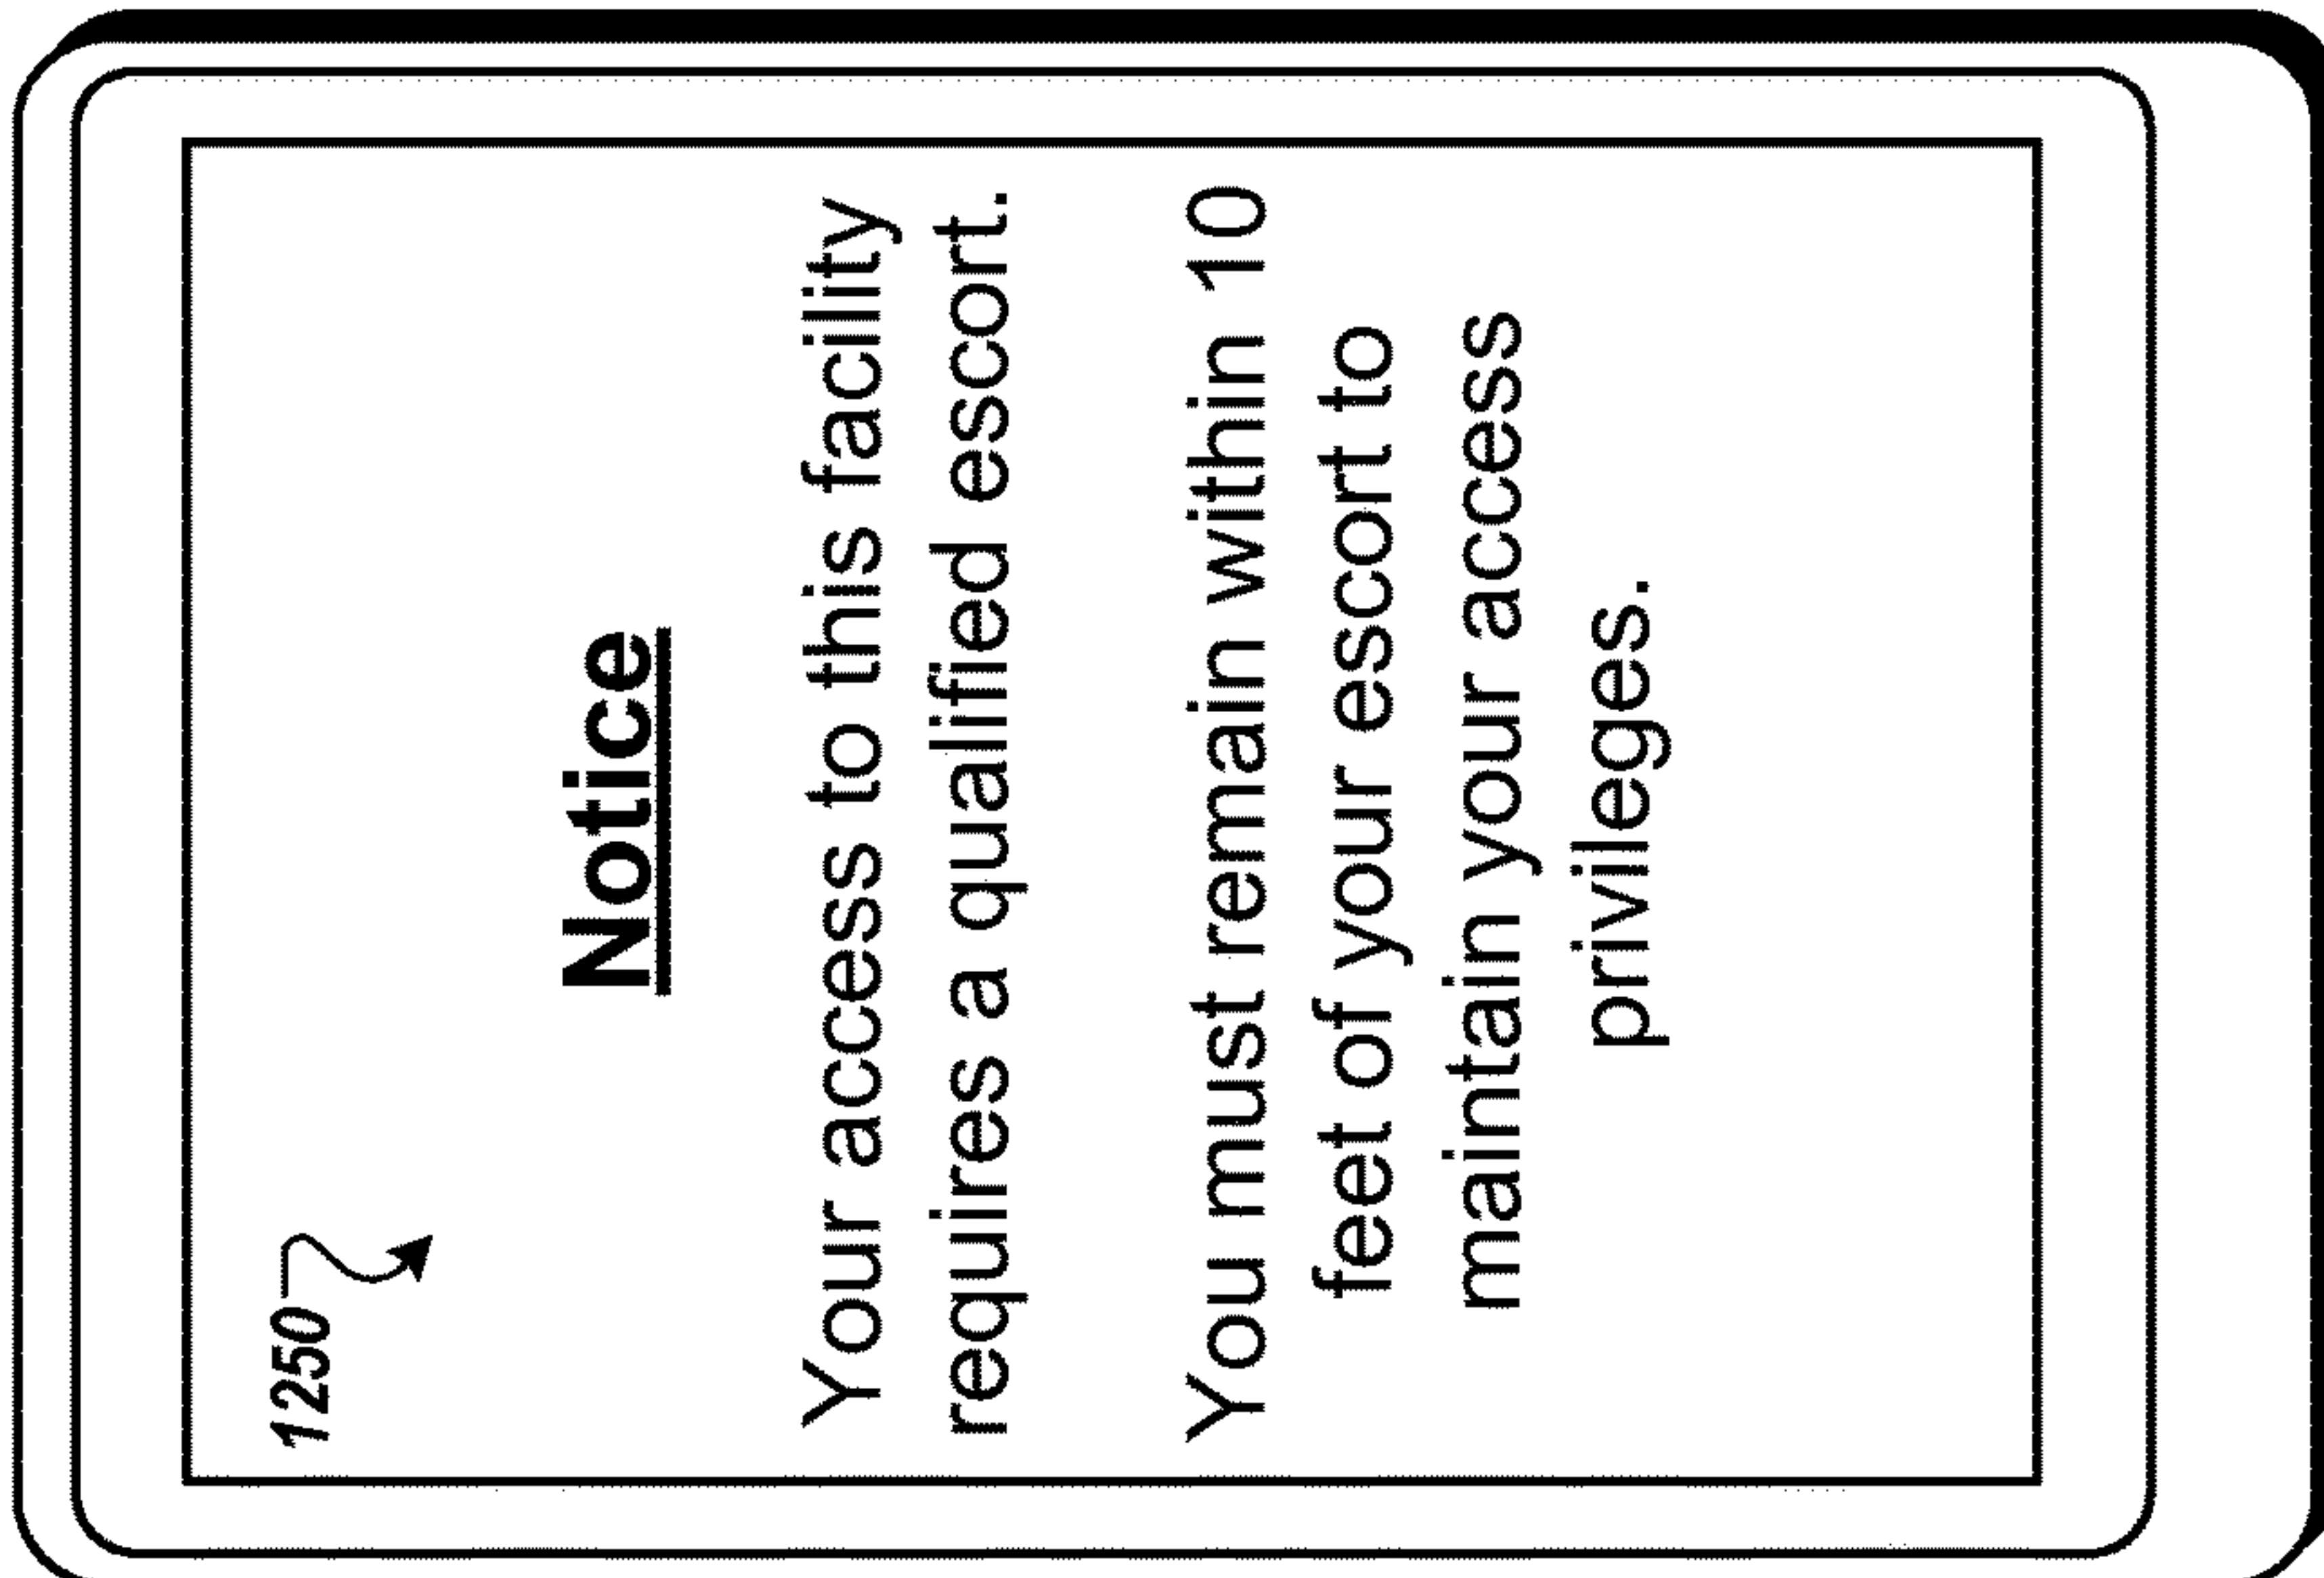 1250
Notice
Your access to this facility
requires a qualified escort.
You must remain within 10
feet of your escort to
maintain your access
privileges.